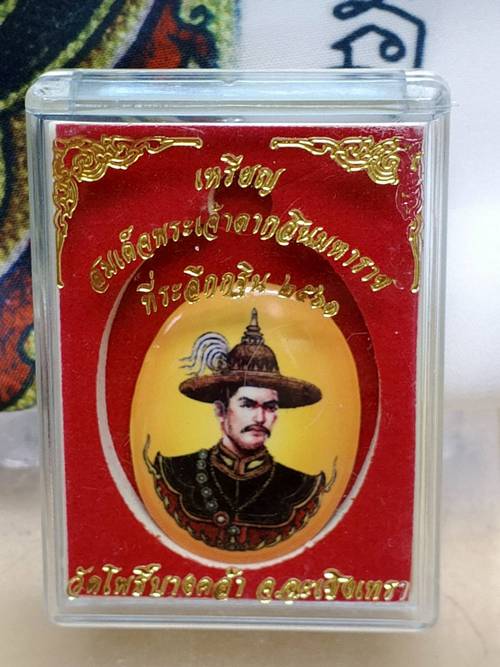 เหรียญ
สมเด็จพระเจ้าตากสินมหาราช
ที่ระลึกกฐิน ๒๕๖๑
วัดโพธิ์บางคล้า จ.ฉะเชิงเทรา